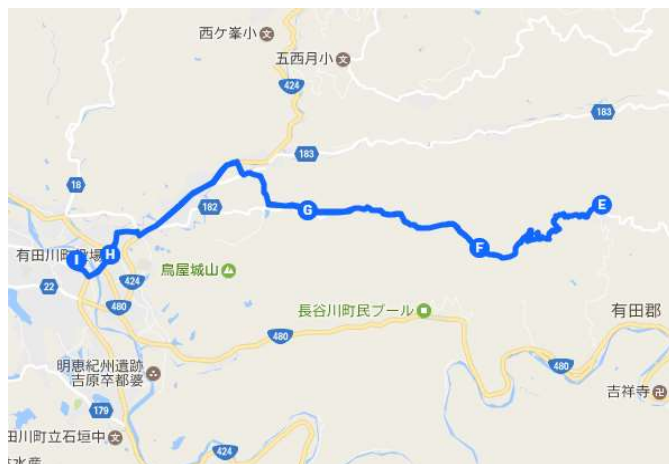 西ケ峯小
五西月小
424
183
183
18
182
E
G
F
有田川町役場
H
I
鳥屋城山
424
22
480
長谷川町民プール
有田郡
480
480
明恵紀州遺跡
吉原卒都婆
吉祥寺
179
田川町立石垣中
424
水産